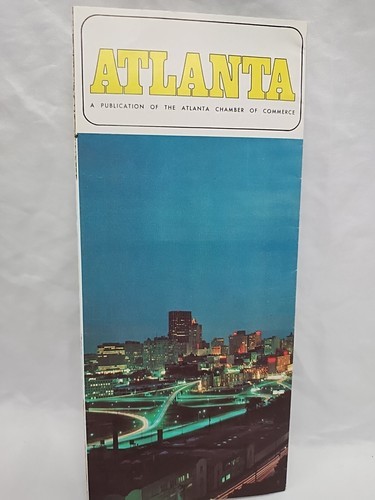 ATLANTA
A PUBLICATION OF THE ATLANTA CHAMBER OF COMMERCE